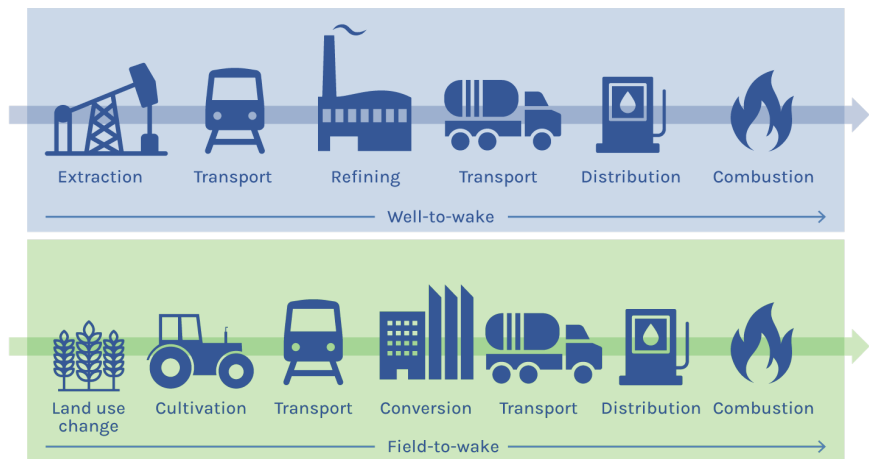 Extraction
Transport
Refining
Transport
Distribution
Combustion
Well-to-wake
Land use
change
Cultivation
Transport
Conversion
Transport
Distribution
Combustion
Field-to-wake